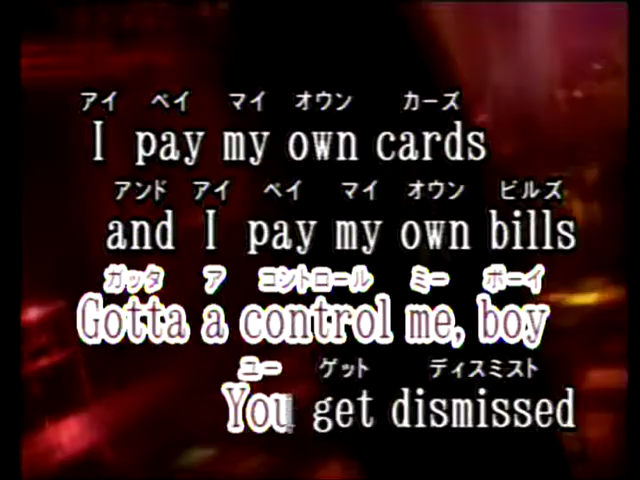 アイ ペイ マイ オウン カーズ
I pay my own cards
アンド アイ ペイ マイ オウン ビルズ
and I pay my own bills
ガッタ ア コントロール ミー ボーイ
Gotta a control me, boy
ユー ゲット ディスミスト
You get dismissed